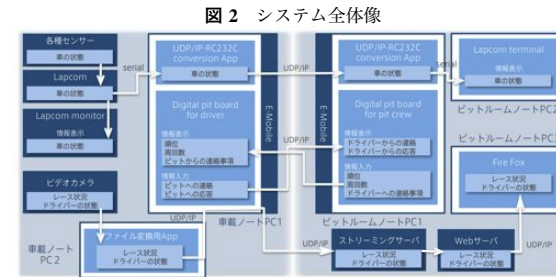 図 2 システム全体像
各種センサー
車の状態
Lapcom
車の状態
Lapcom monitor
情報表示
車の状態
ビデオカメラ
レース状況
ドライバーの状態
車載ノート
PC 2
serial
UDP/IP-RC232C
conversion App
車の状態
Digital pit board
for driver
情報表示
順位
周回数
ピットからの連絡事項
情報入力
ピットへの連絡
ピットへの応答
E-Mobile
車載ノートPC1
UDP/IP
ファイル変換用App
レース状況
ドライバーの状態
UDP/IP
UDP/IP
UDP/IP
E-Mobile
UDP/IP-RC232C
conversion App
車の状態
Digital pit board
for pit crew
情報表示
ドライバーからの連絡
ドライバーからの応答
情報入力
順位
周回数
ドライバーへの連絡事項
ピットルームノートPC1
serial
Lapcom terminal
情報表示
車の状態
ピットルームノートPC2
ピットルームノートPC3
Fire Fox
レース状況
ドライバーの状態
ストリーミングサーバ
レース状況
ドライバーの状態
Webサーバ
レース状況
ドライバーの状態
UDP/IP